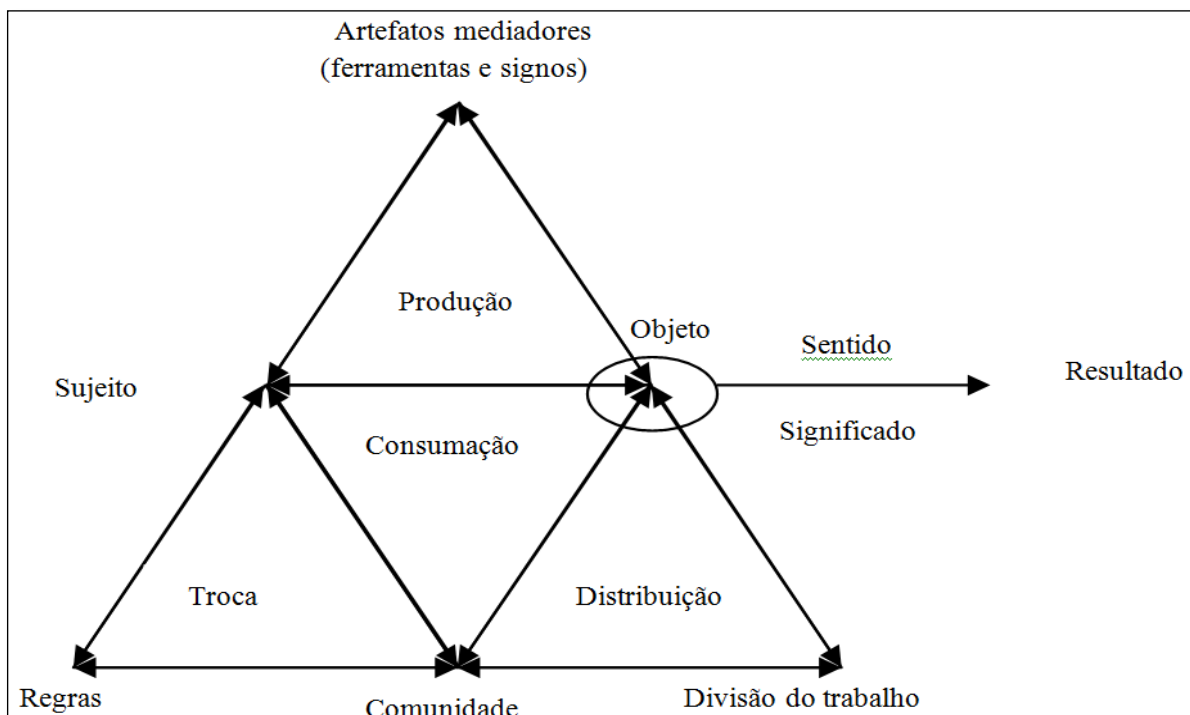 Artefatos mediadores
(ferramentas e signos)
Produção
Objeto
Sentido
Sujeito
Resultado
Consumação
Significado
Troca
Distribuição
Regras
Comunidade
Divisão do trabalho